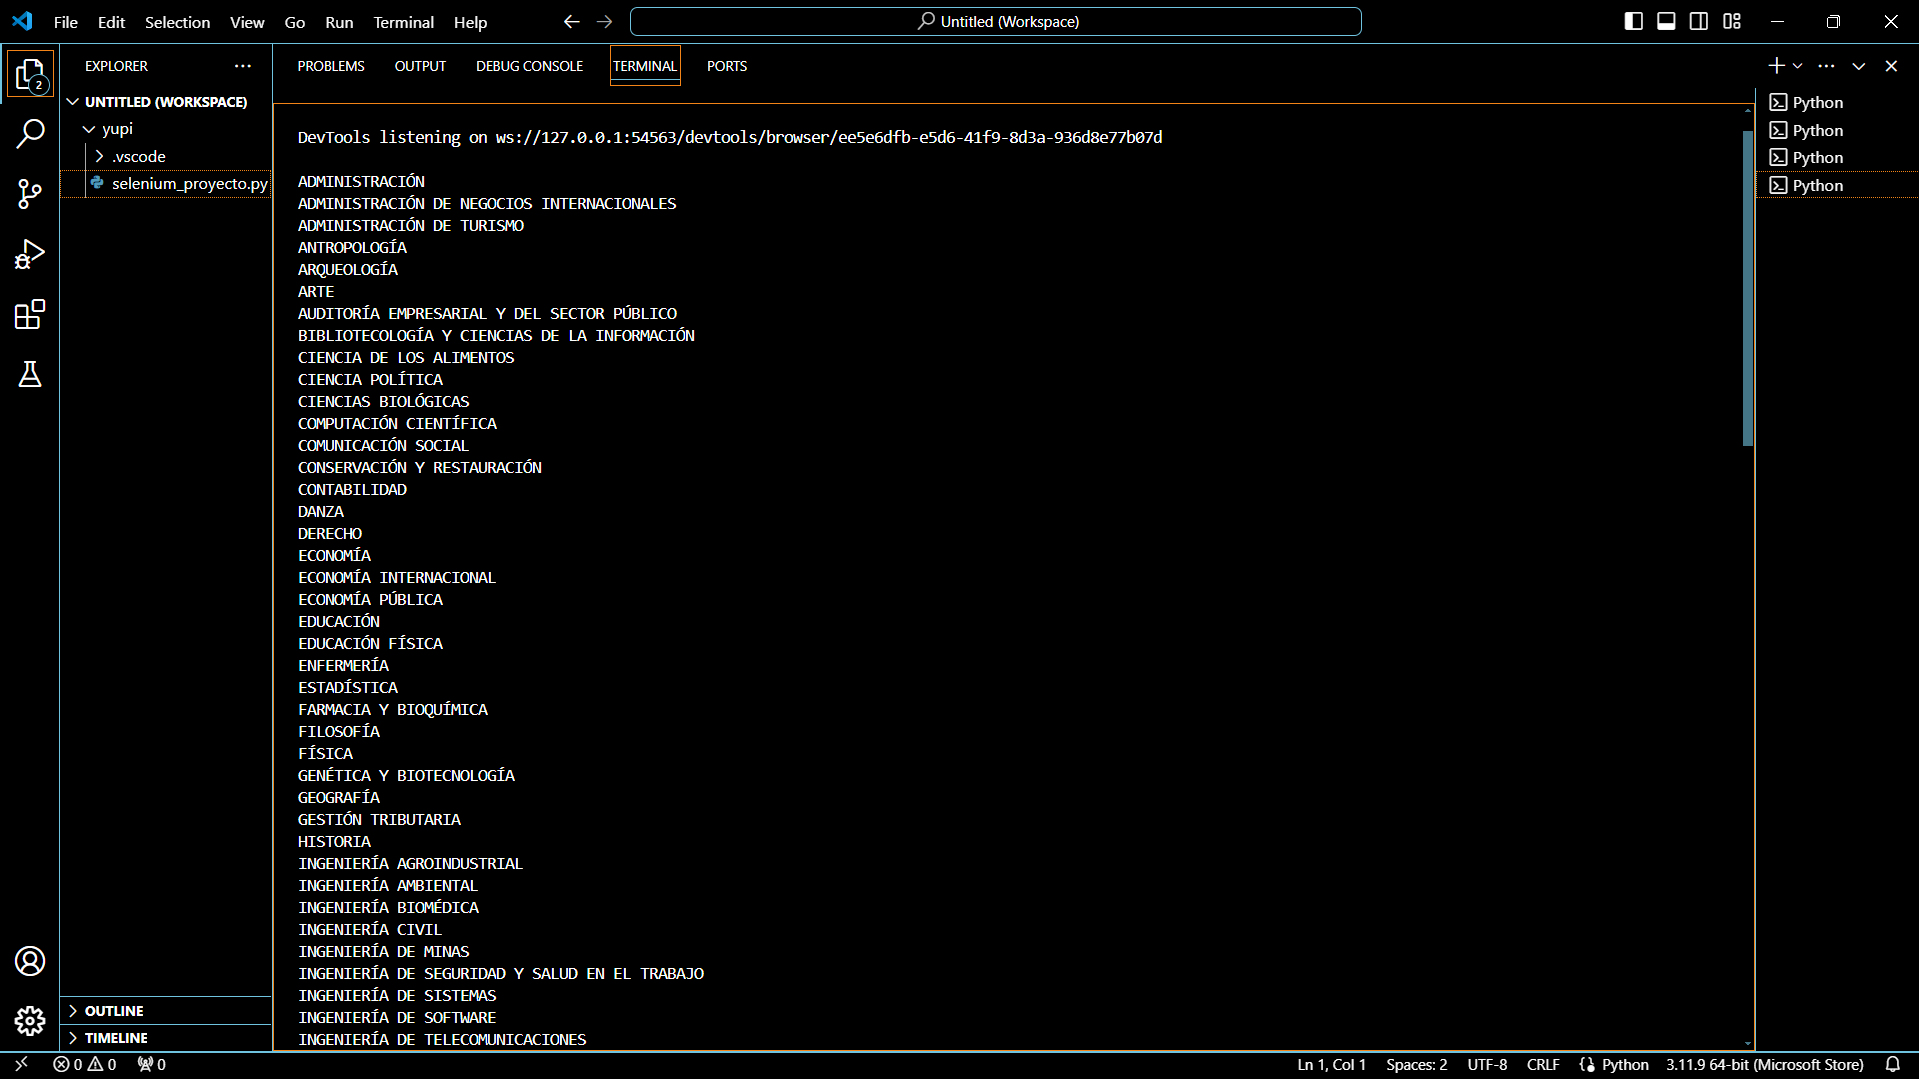 File Edit Selection View Go Run Terminal Help
Untitled (Workspace)
EXPLORER
2
UNTITLED (WORKSPACE)
yupi
.vscode
selenium_proyecto.py
OUTLINE
TIMELINE
PROBLEMS OUTPUT DEBUG CONSOLE TERMINAL PORTS
DevTools listening on ws://127.0.0.1:54563/devtools/browser/ee5e6dfb-e5d6-41f9-8d3a-936d8e77b07d
ADMINISTRACIÓN
ADMINISTRACIÓN DE NEGOCIOS INTERNACIONALES
ADMINISTRACIÓN DE TURISMO
ANTROPOLOGÍA
ARQUEOLOGÍA
ARTE
AUDITORÍA EMPRESARIAL Y DEL SECTOR PÚBLICO
BIBLIOTECOLOGÍA Y CIENCIAS DE LA INFORMACIÓN
CIENCIA DE LOS ALIMENTOS
CIENCIA POLÍTICA
CIENCIAS BIOLÓGICAS
COMPUTACIÓN CIENTÍFICA
COMUNICACIÓN SOCIAL
CONSERVACIÓN Y RESTAURACIÓN
CONTABILIDAD
DANZA
DERECHO
ECONOMÍA
ECONOMÍA INTERNACIONAL
ECONOMÍA PÚBLICA
EDUCACIÓN
EDUCACIÓN FÍSICA
ENFERMERÍA
ESTADÍSTICA
FARMACIA Y BIOQUÍMICA
FILOSOFÍA
FÍSICA
GENÉTICA Y BIOTECNOLOGÍA
GEOGRAFÍA
GESTIÓN TRIBUTARIA
HISTORIA
INGENIERÍA AGROINDUSTRIAL
INGENIERÍA AMBIENTAL
INGENIERÍA BIOMÉDICA
INGENIERÍA CIVIL
INGENIERÍA DE MINAS
INGENIERÍA DE SEGURIDAD Y SALUD EN EL TRABAJO
INGENIERÍA DE SISTEMAS
INGENIERÍA DE SOFTWARE
INGENIERÍA DE TELECOMUNICACIONES
Python
Python
Python
Python
0 0 0
Ln 1, Col 1 Spaces: 2 UTF-8 CRLF Python 3.11.9 64-bit (Microsoft Store)